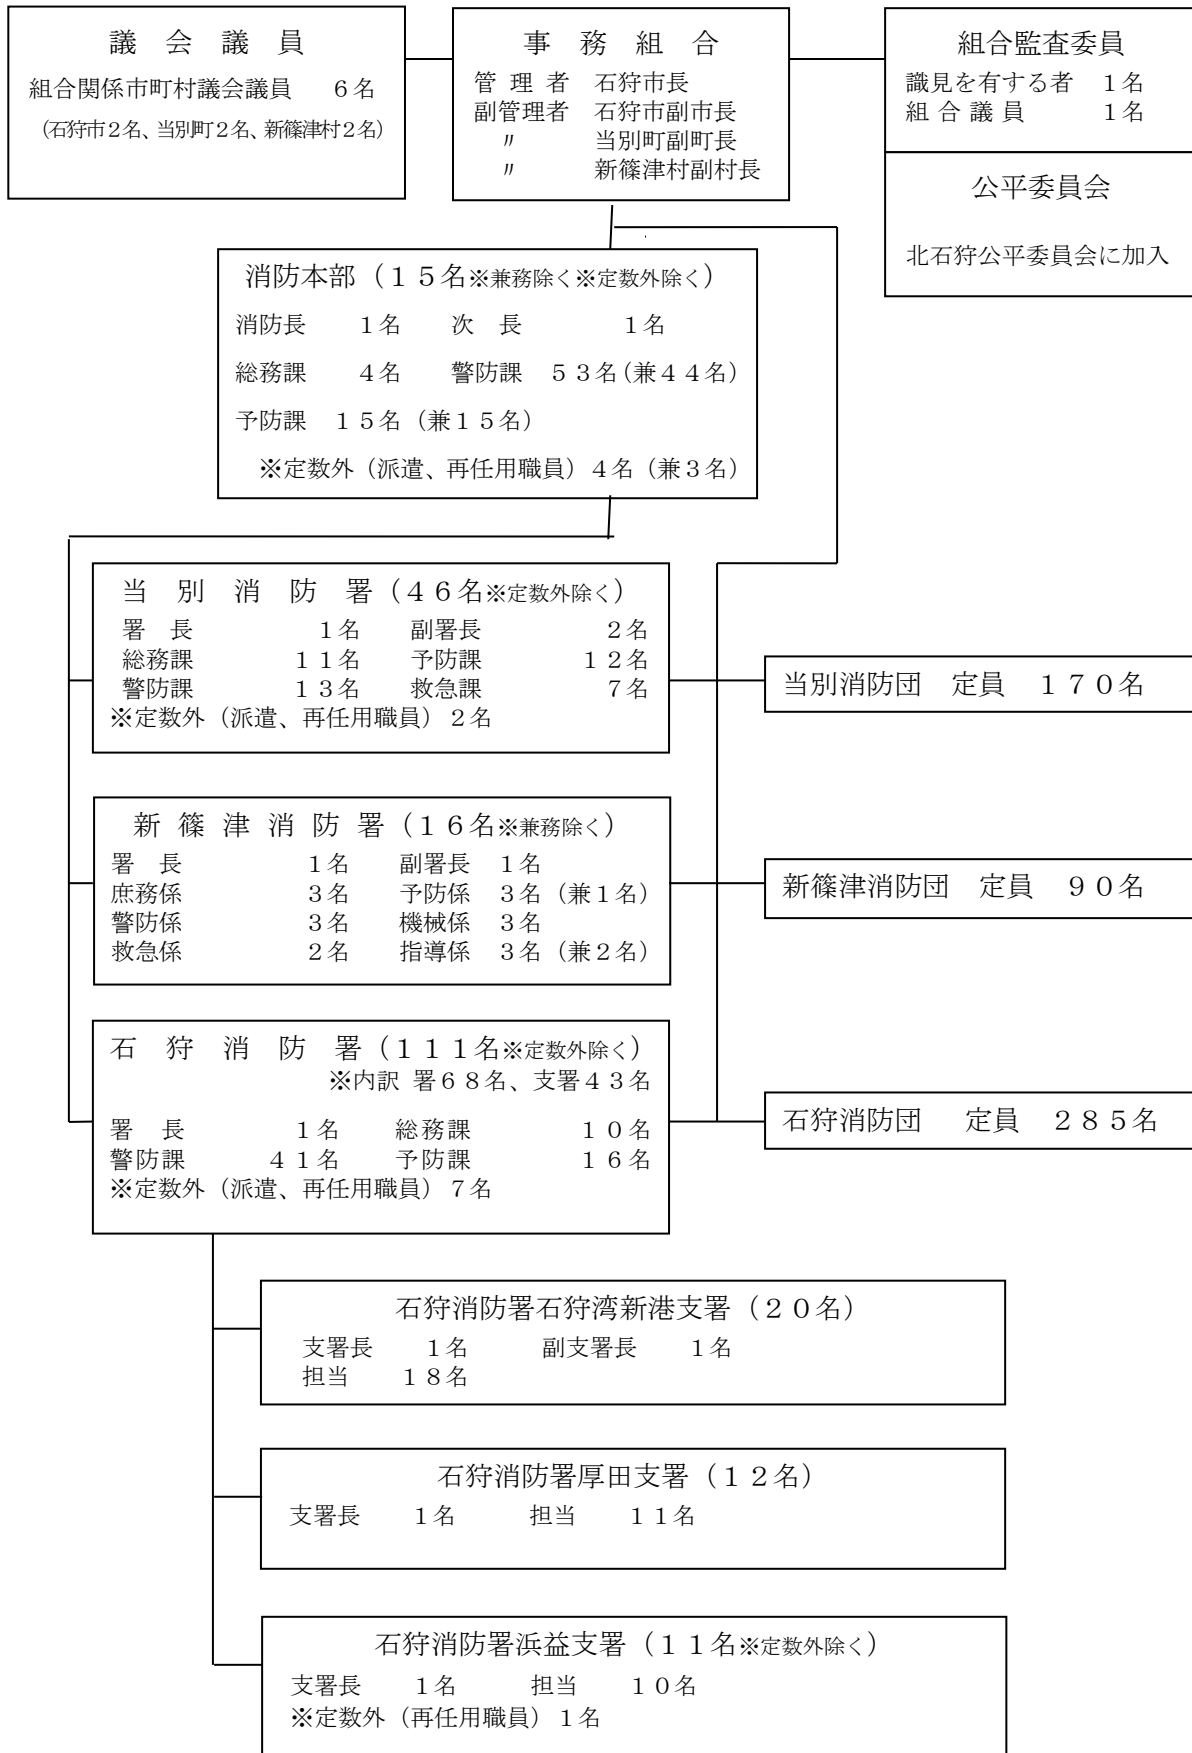 議　会　議　員
組合関係市町村議会議員　６名
（石狩市２名、当別町２名、新篠津村２名）
事　務　組　合
管 理 者　石狩市長
副管理者　石狩市副市長
〃　当別町副町長
〃　新篠津村副村長
組合監査委員
識見を有する者　１名
組 合 議 員　１名
公平委員会
北石狩公平委員会に加入
消防本部（１５名※兼務除く※定数外除く）
消防長　１名　次　長　１名
総務課　４名　警防課　５３名（兼４４名）
予防課　１５名（兼１５名）
※定数外（派遣、再任用職員）４名（兼３名）
当　別　消　防　署（４６名※定数外除く）
署　長　１名　副署長　２名
総務課　１１名　予防課　１２名
警防課　１３名　救急課　７名
※定数外（派遣、再任用職員）２名
当別消防団　定員　１７０名
新 篠 津 消 防 署（１６名※兼務除く）
署　長　１名　副署長　１名
庶務係　３名　予防係　３名（兼１名）
警防係　３名　機械係　３名
救急係　２名　指導係　３名（兼２名）
新篠津消防団　定員　９０名
石　狩　消　防　署（１１１名※定数外除く）
※内訳 署６８名、支署４３名
署　長　１名　総務課　１０名
警防課　４１名　予防課　１６名
※定数外（派遣、再任用職員）７名
石狩消防団　定員　２８５名
石狩消防署石狩湾新港支署（２０名）
支署長　１名　副支署長　１名
担当　１８名
石狩消防署厚田支署（１２名）
支署長　１名　担当　１１名
石狩消防署浜益支署（１１名※定数外除く）
支署長　１名　担当　１０名
※定数外（再任用職員）１名